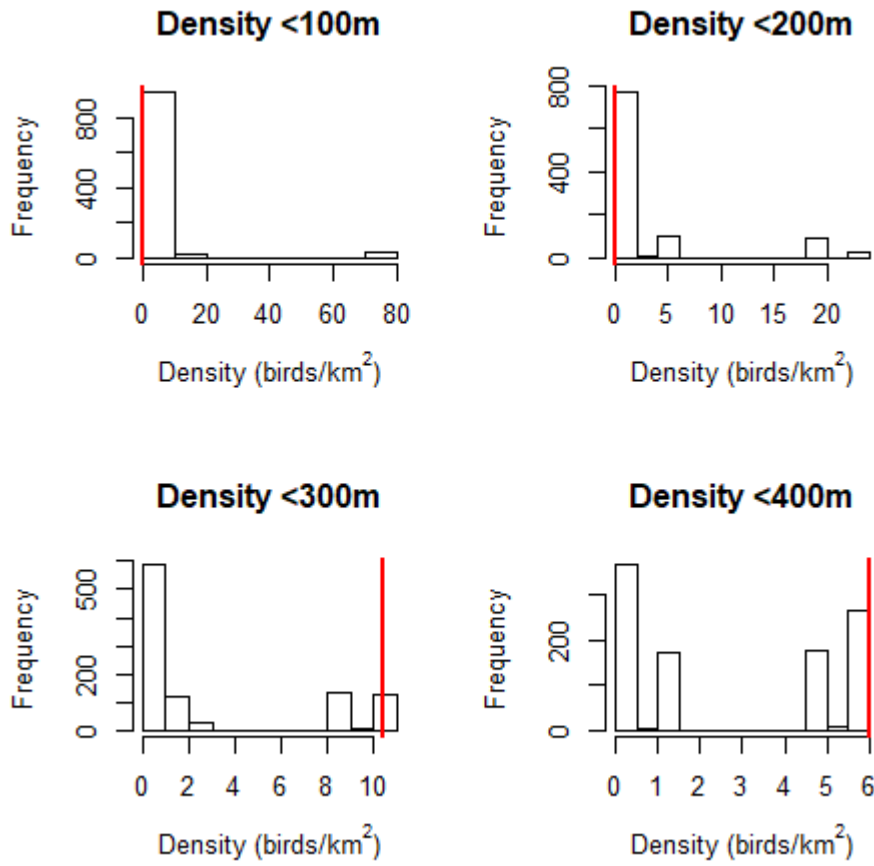 Density <100m
Frequency
0 400 800
0 20 40 60 80
Density (birds/km²)
Density <200m
Frequency
0 400 800
0 5 10 15 20
Density (birds/km²)
Density <300m
Frequency
0 200 500
0 2 4 6 8 10
Density (birds/km²)
Density <400m
Frequency
0 200
0 1 2 3 4 5 6
Density (birds/km²)